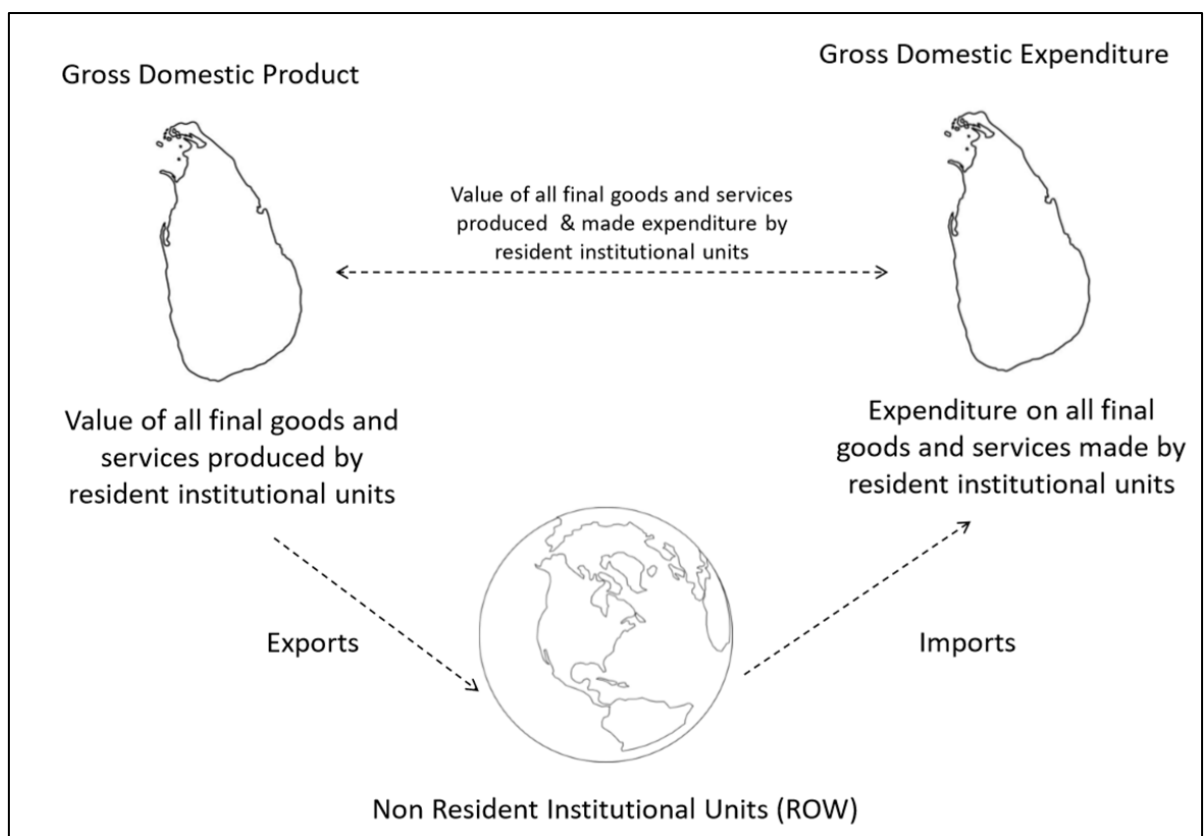 Gross Domestic Product
Gross Domestic Expenditure
Value of all final goods and services
produced & made expenditure by
resident institutional units
Value of all final goods and
services produced by
resident institutional units
Expenditure on all final
goods and services made by
resident institutional units
Exports
Imports
Non Resident Institutional Units (ROW)